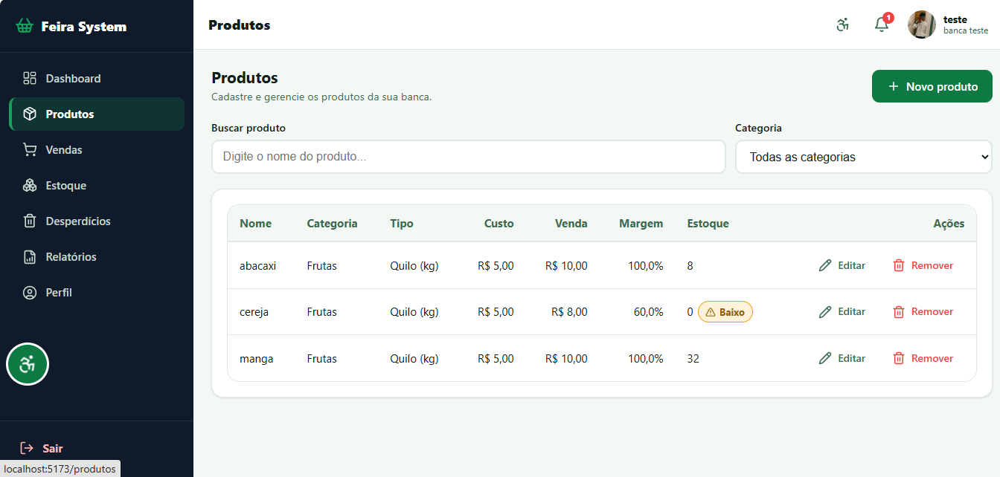 Feira System
Dashboard
Produtos
Vendas
Estoque
Desperdícios
Relatórios
Perfil
Sair
localhost:5173/produtos
Produtos
1
teste
banca teste
Produtos
Cadastre e gerencie os produtos da sua banca.
+ Novo produto
Buscar produto
Categoria
Digite o nome do produto...
Todas as categorias
Nome Categoria Tipo Custo Venda Margem Estoque Ações
abacaxi Frutas Quilo (kg) R$ 5,00 R$ 10,00 100,0% 8 Editar Remover
cereja Frutas Quilo (kg) R$ 5,00 R$ 8,00 60,0% 0 Baixo Editar Remover
manga Frutas Quilo (kg) R$ 5,00 R$ 10,00 100,0% 32 Editar Remover